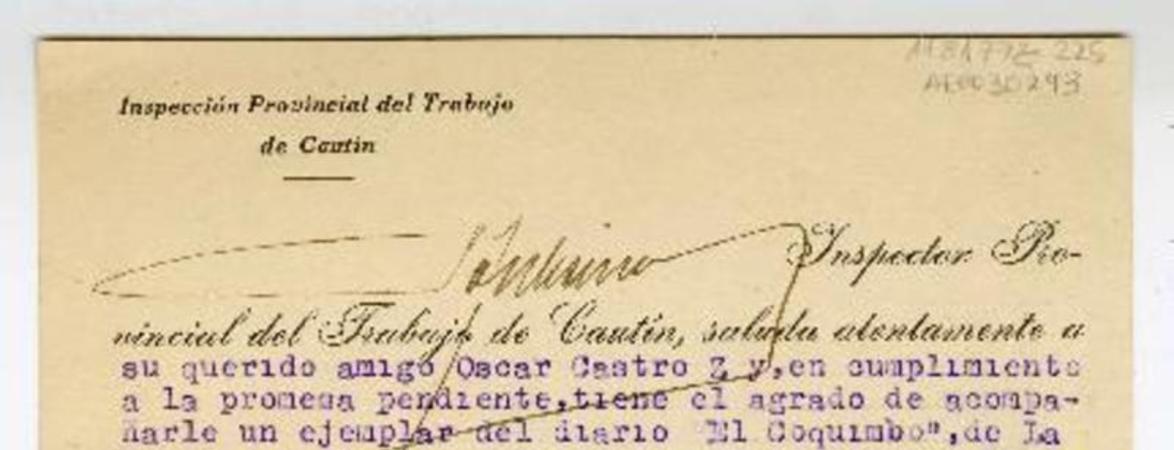 AE0030293
Inspección Provincial del Trabajo
de Cautín
Inspector Pro-
vincial del Trabajo de Cautín, saluda atentamente a
su querido amigo Oscar Castro Z y,en cumplimiento
a la promesa pendiente,tiene el agrado de acompa-
ñarle un ejemplar del diario "El Coquimbo",de La